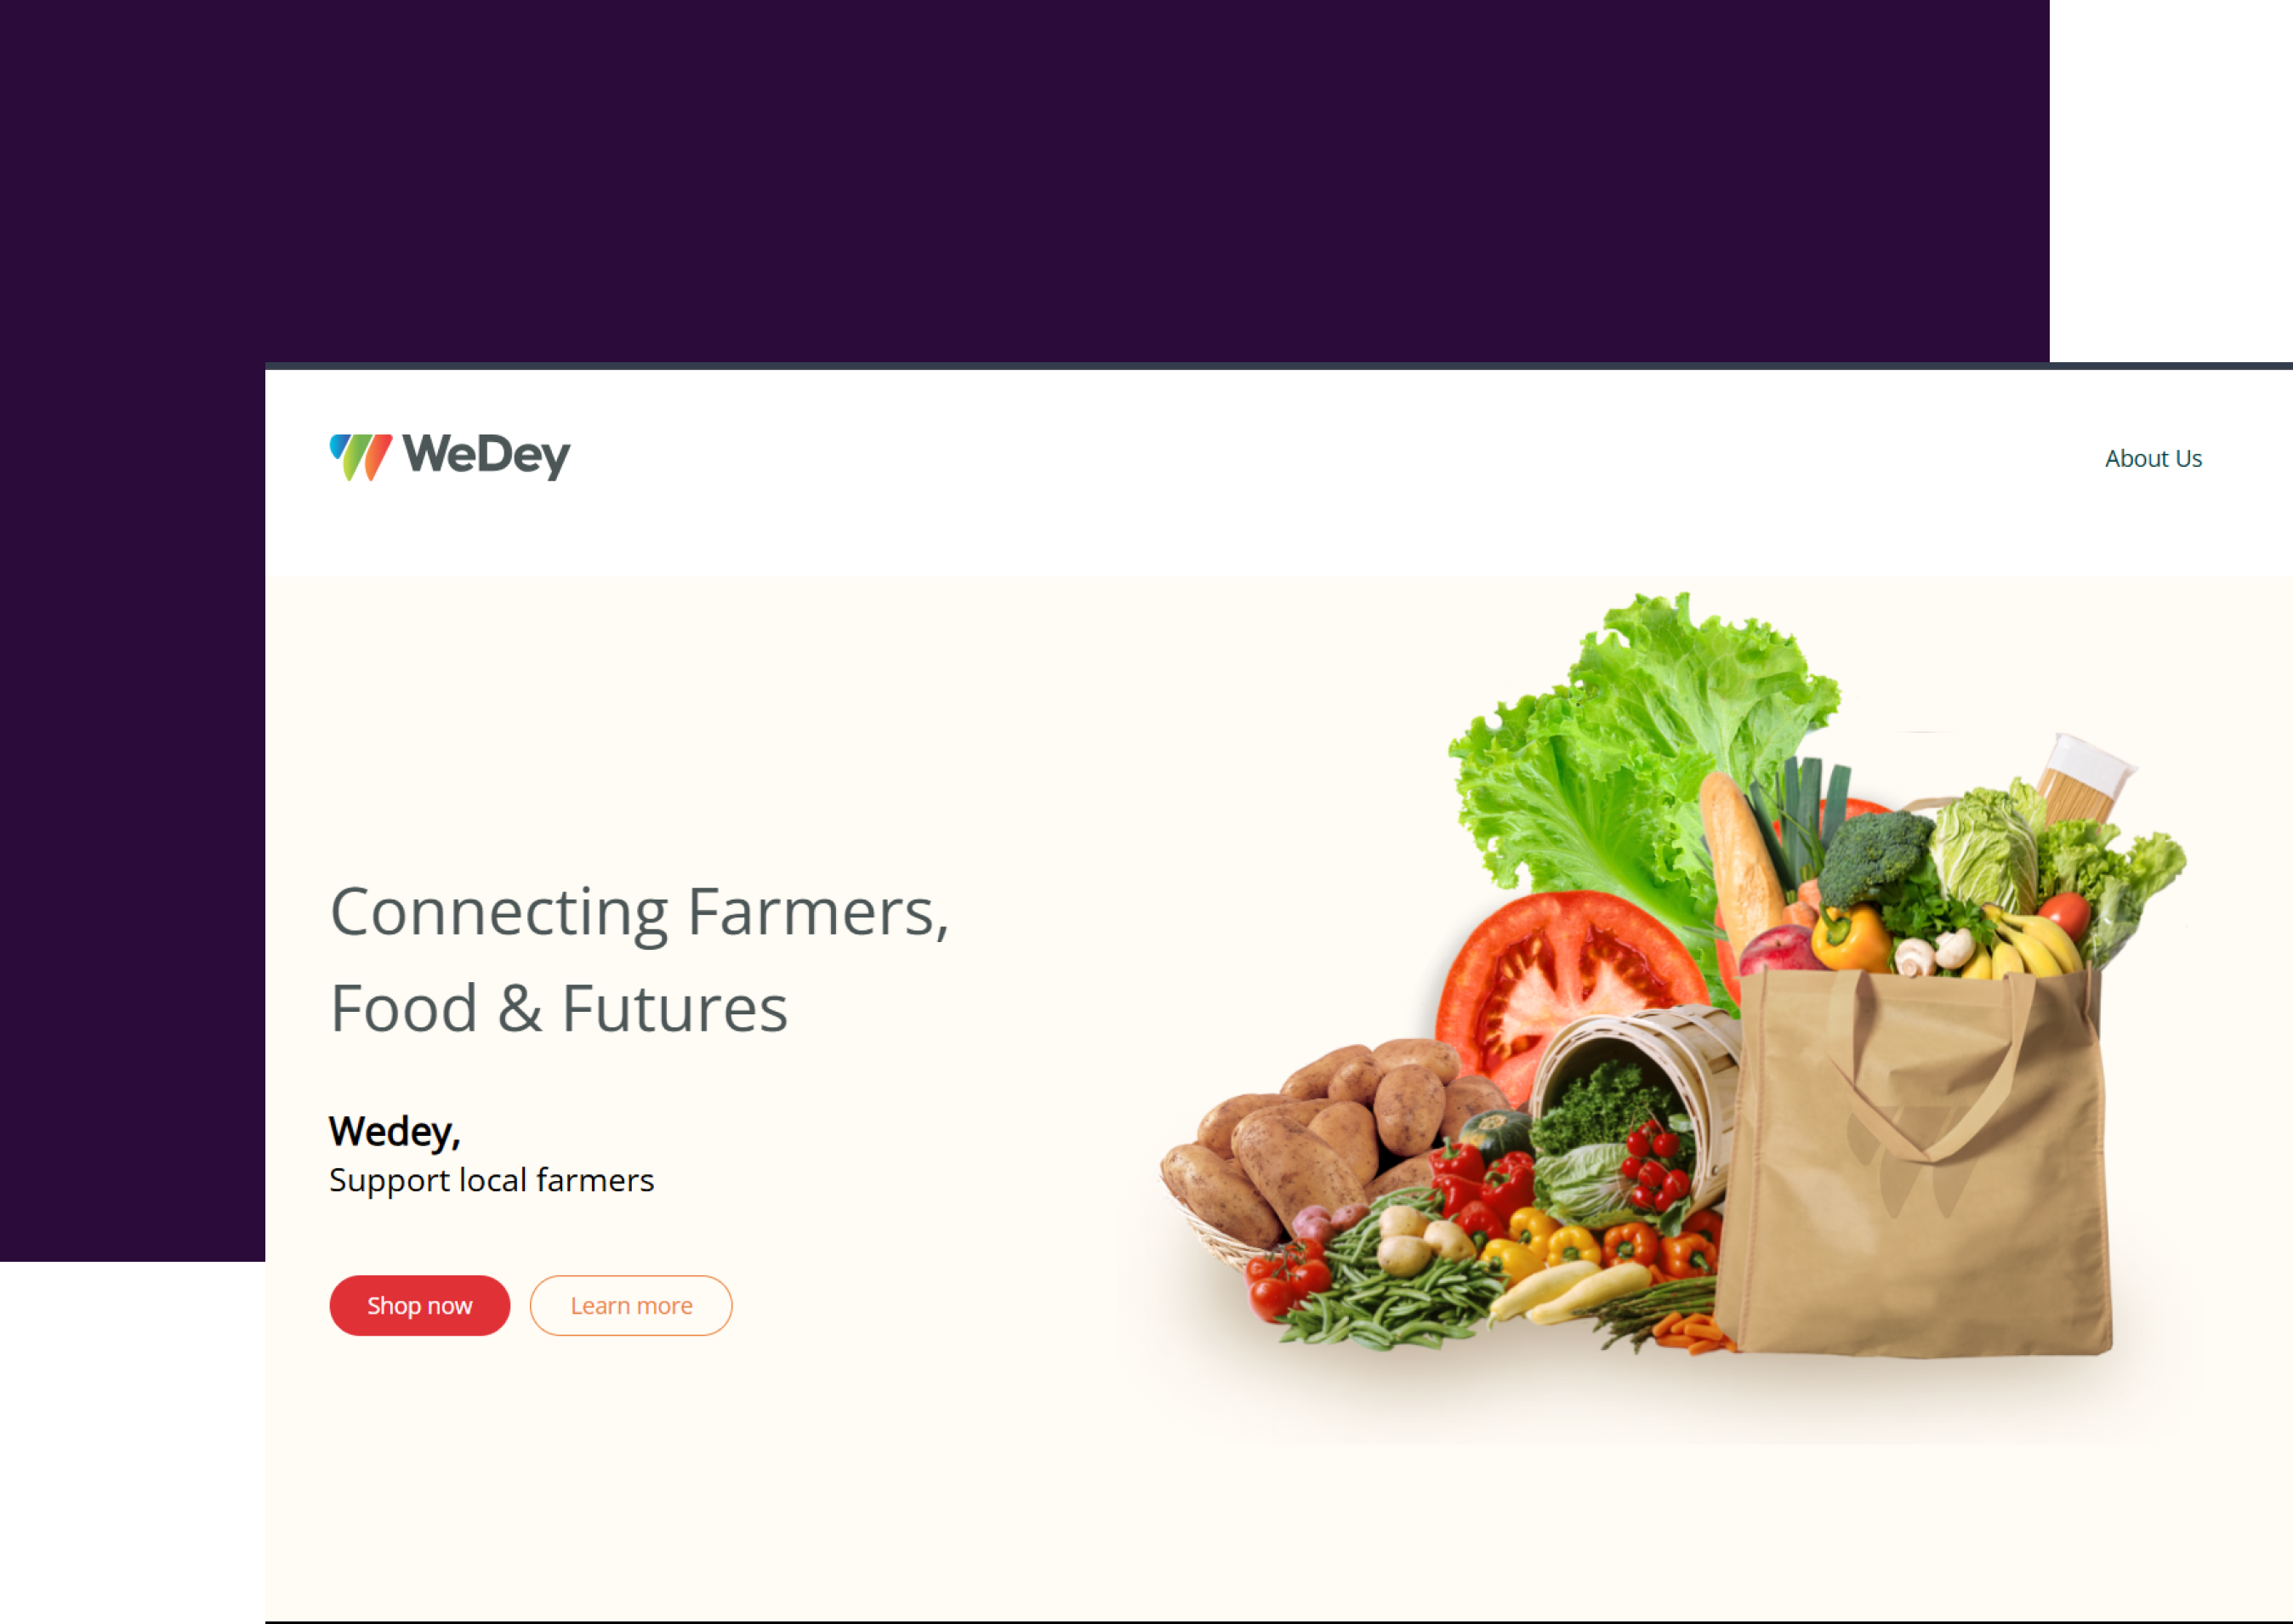 WeDey
About Us
Connecting Farmers,
Food & Futures
Wedey,
Support local farmers
Shop now
Learn more